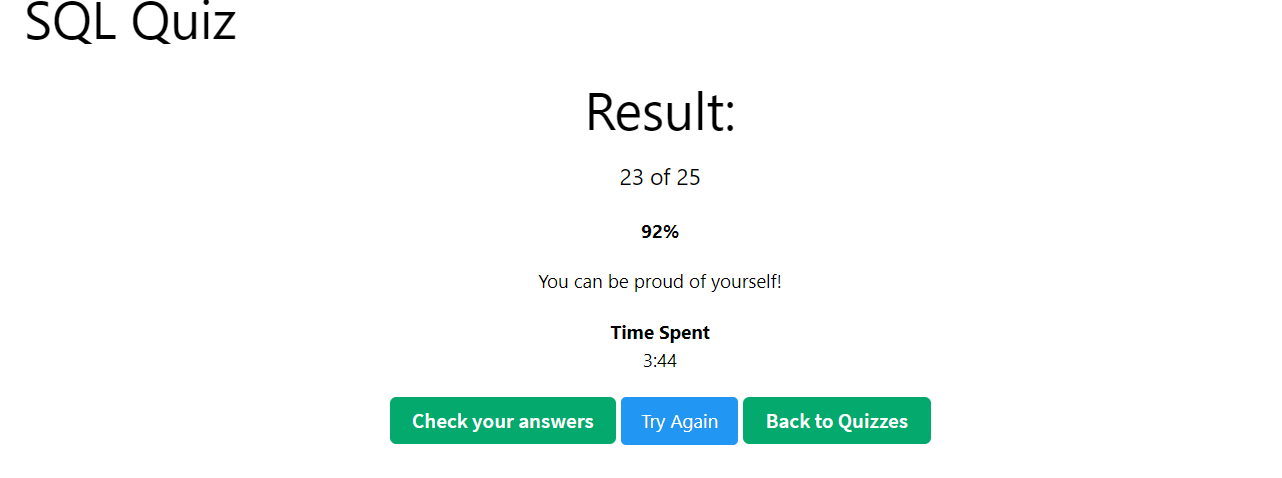 SQL Quiz
Result:
23 of 25
92%
You can be proud of yourself!
Time Spent
3:44
Check your answers Try Again Back to Quizzes